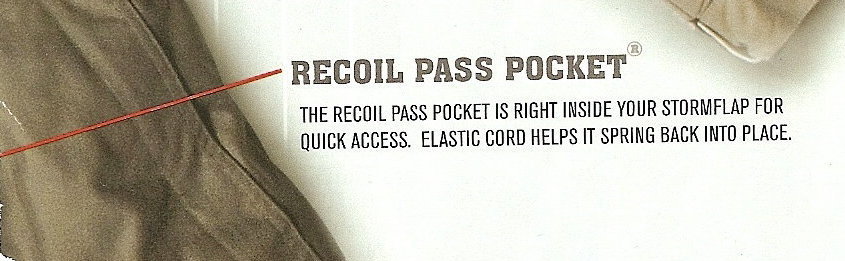 RECOIL PASS POCKET®
THE RECOIL PASS POCKET IS RIGHT INSIDE YOUR STORMFLAP FOR
QUICK ACCESS. ELASTIC CORD HELPS IT SPRING BACK INTO PLACE.